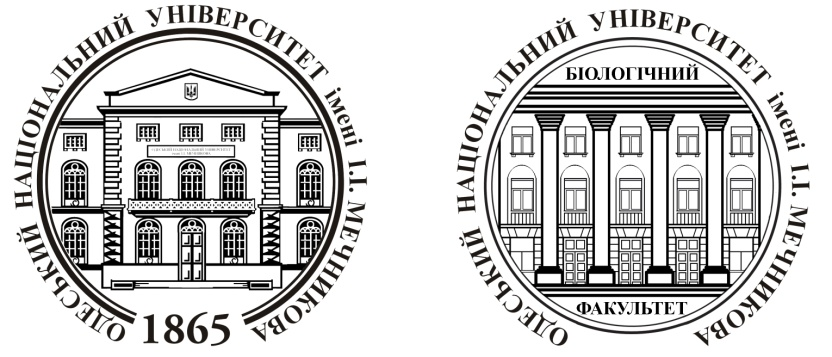 ОДЕСЬКИЙ НАЦІОНАЛЬНИЙ УНІВЕРСИТЕТ імені І.І. МЕЧНИКОВА
1865
ОДЕСЬКИЙ НАЦІОНАЛЬНИЙ УНІВЕРСИТЕТ імені І.І. МЕЧНИКОВА
БІОЛОГІЧНИЙ
ФАКУЛЬТЕТ